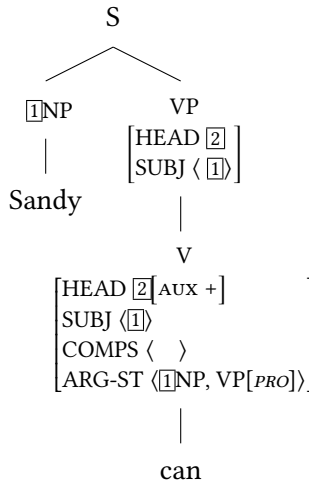 S
1NP VP
[HEAD 2
SUBJ ⟨ 1⟩]
Sandy
V
[HEAD 2[AUX +]
SUBJ ⟨1⟩
COMPS ⟨ ⟩
ARG-ST ⟨1NP, VP[PRO]⟩]
can